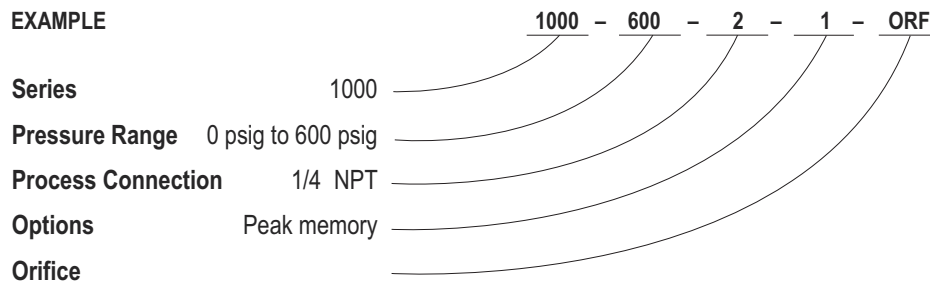 EXAMPLE 1000 – 600 – 2 – 1 – ORF
Series 1000
Pressure Range 0 psig to 600 psig
Process Connection 1/4 NPT
Options Peak memory
Orifice